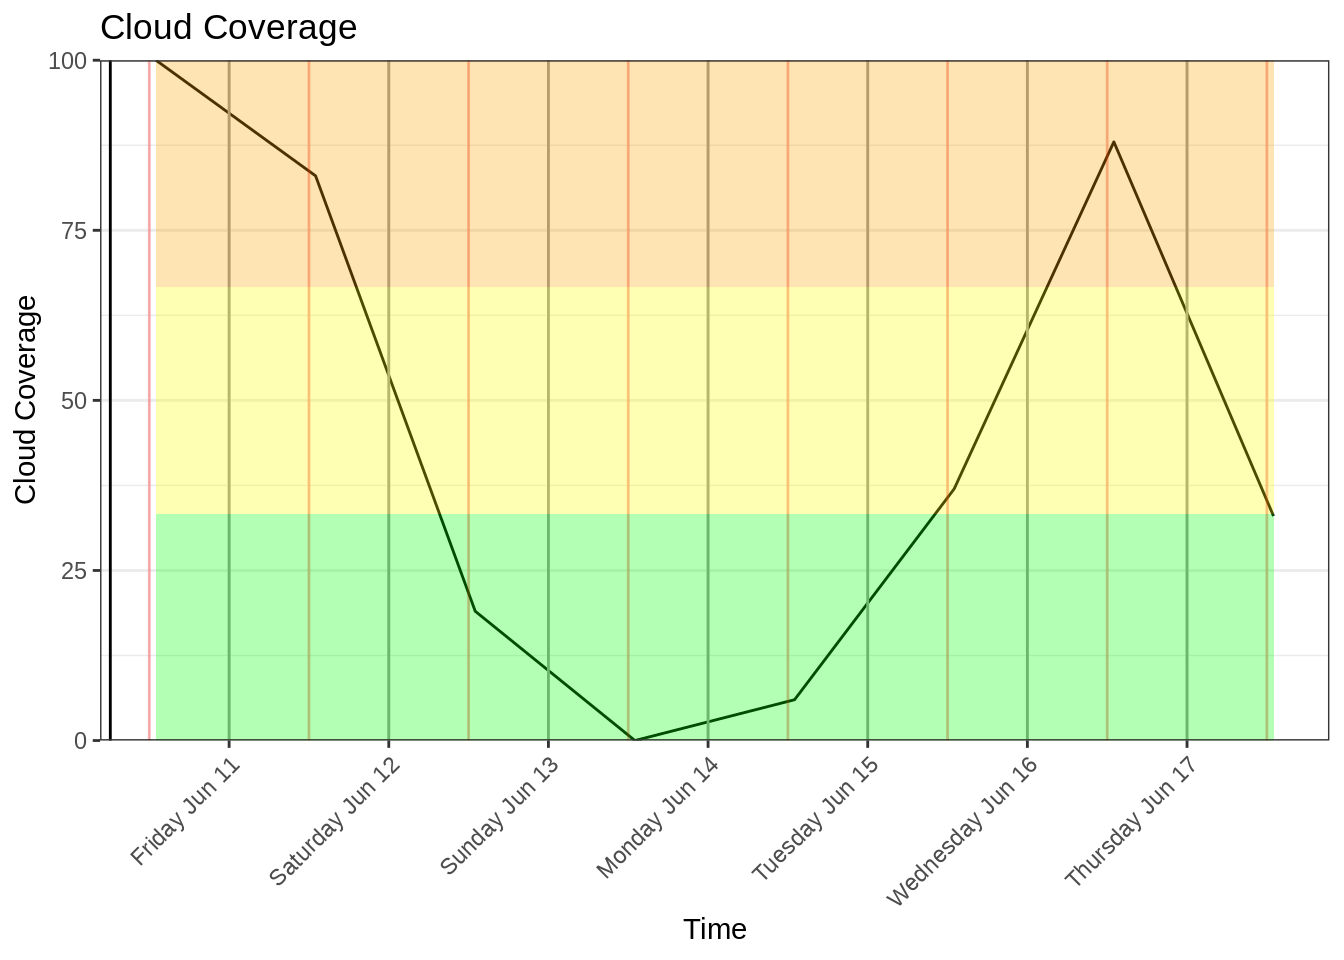 Cloud Coverage
Cloud Coverage
100
75
50
25
0
Friday Jun 11
Saturday Jun 12
Sunday Jun 13
Monday Jun 14
Tuesday Jun 15
Wednesday Jun 16
Thursday Jun 17
Time